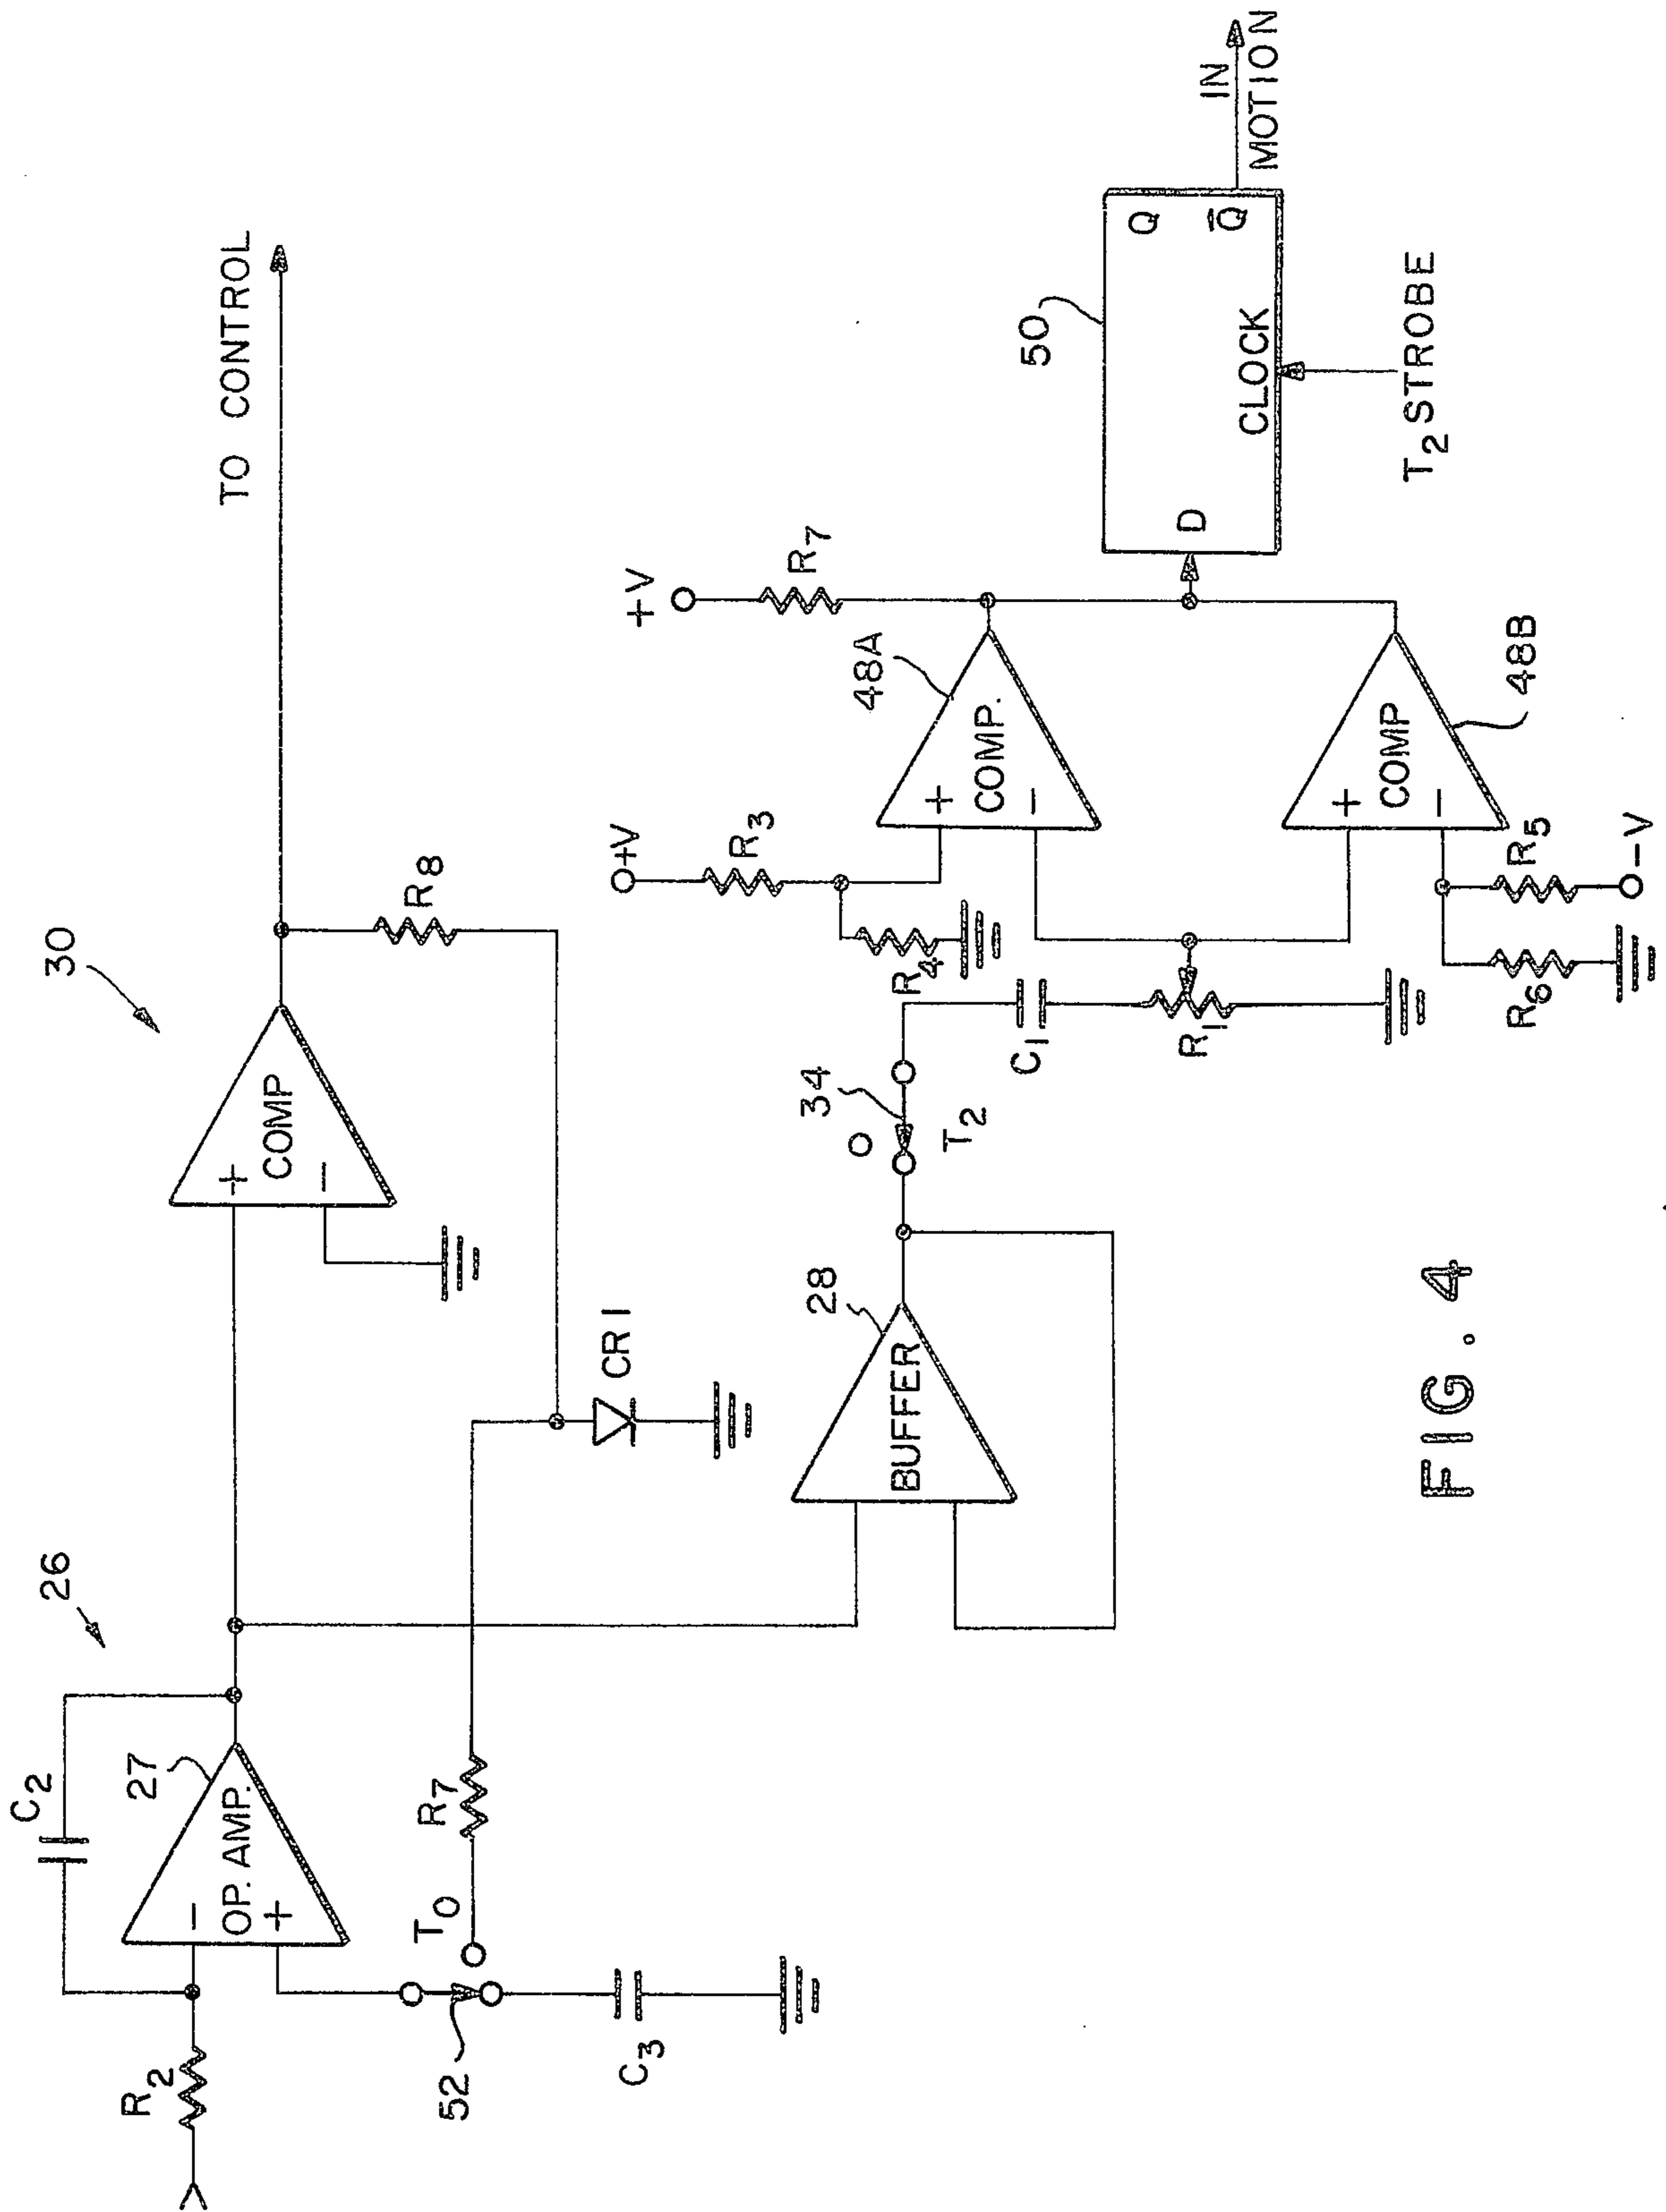 C2
26
27
OP. AMP.
−
+
R2
52
C3
T0
R7
30
COMP
+
−
TO CONTROL
R8
CR1
28
BUFFER
34
O
T2
C1
R1
+V
R3
R4
48A
COMP.
+
−
+V
R7
48B
COMP
+
−
R5
−V
R6
50
D
Q
Q̅
CLOCK
T2 STROBE
IN
MOTION
FIG. 4